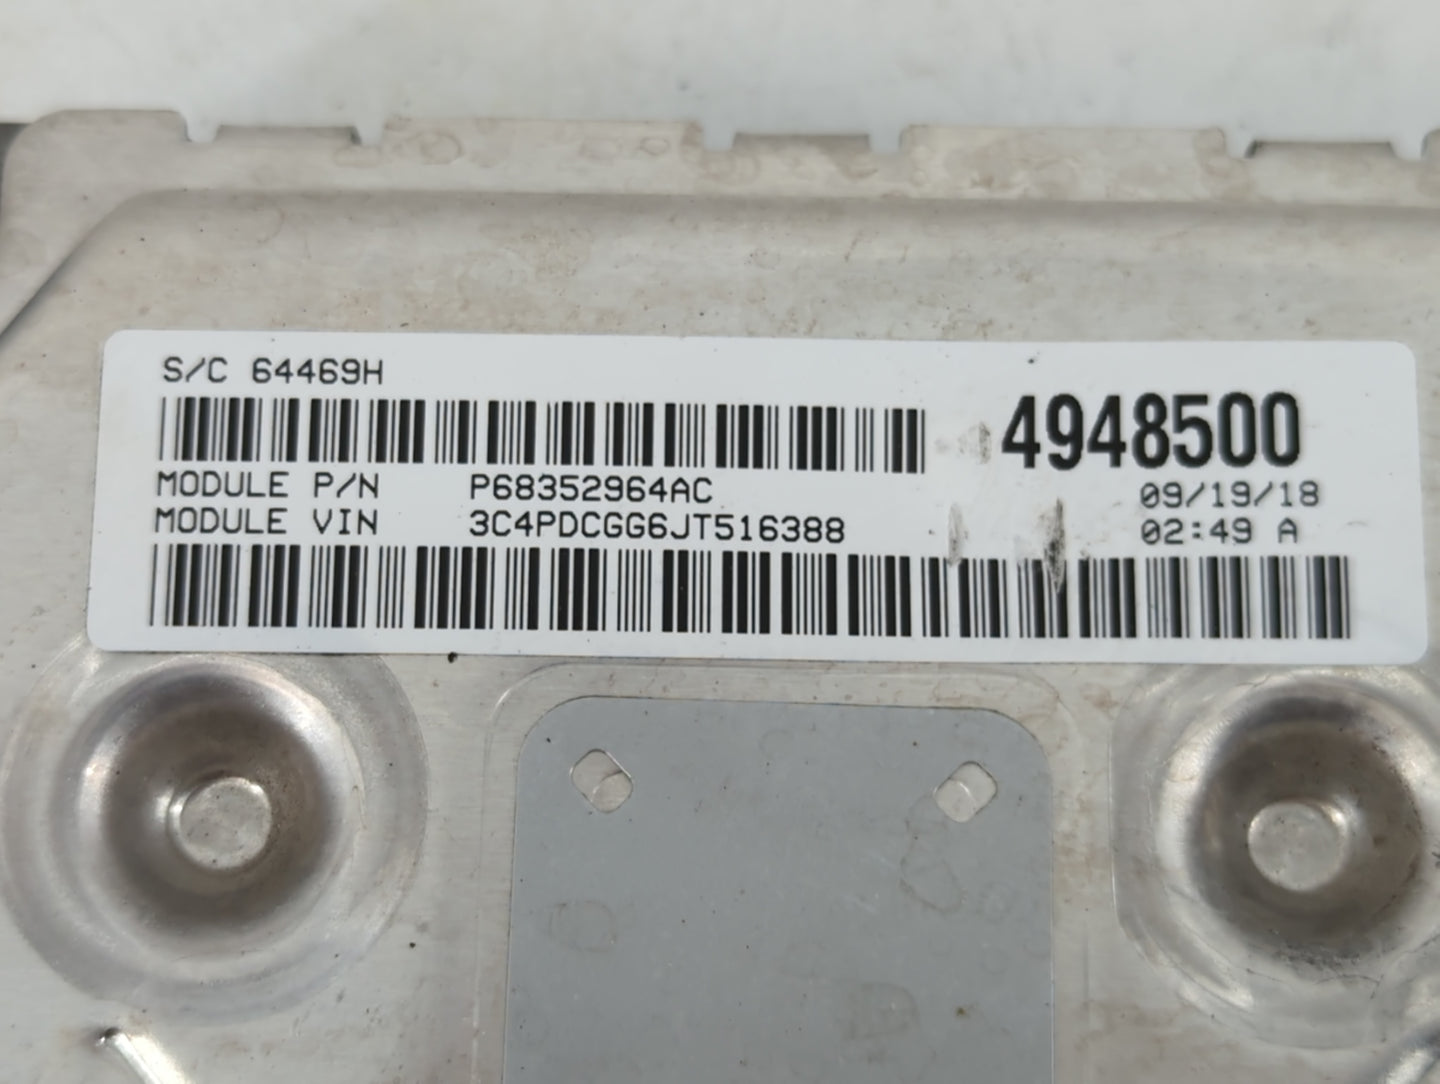 S/C 64469H
4948500
MODULE P/N P68352964AC
09/19/18
MODULE VIN 3C4PDCGG6JT516388
02:49 A